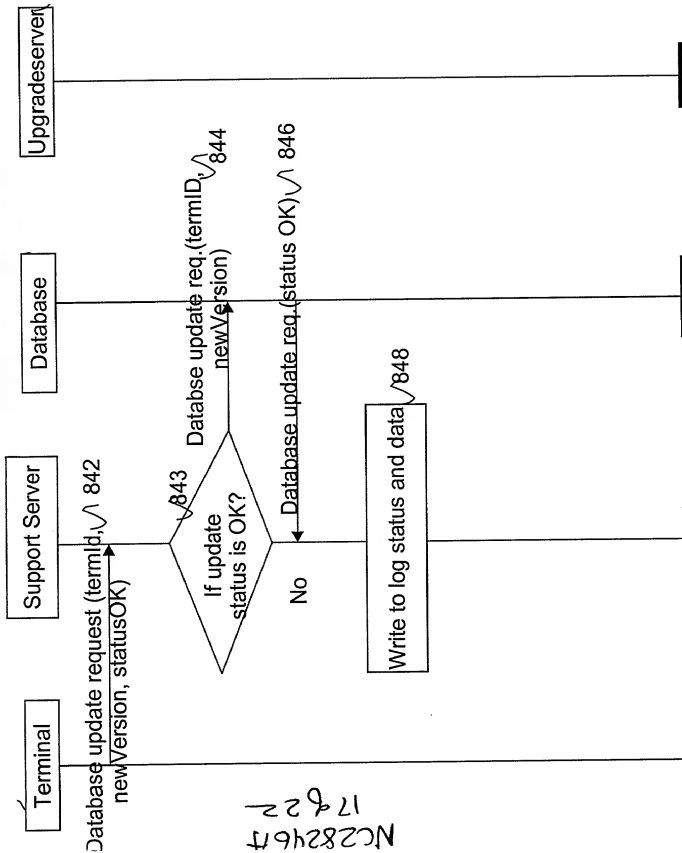 Terminal
Support Server
Database
Upgradeserver
Database update request (termId,
newVersion, statusOK)
842
843
If update
status is OK?
Databse update req.(termID,
newVersion)
844
Database update req.(status OK)
846
No
Write to log status and data
848
NC28246A
17 of 22